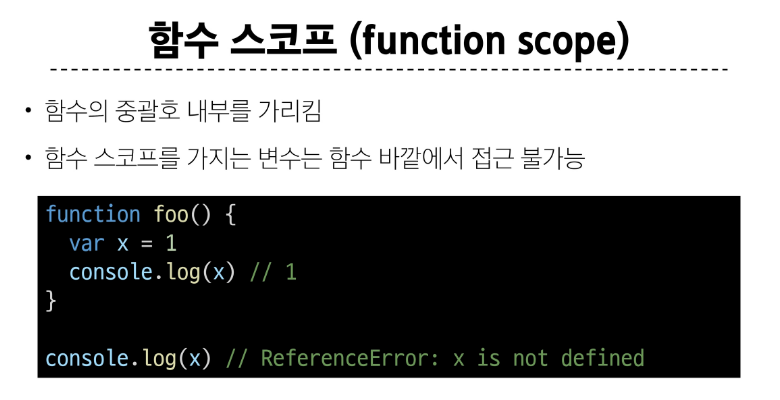 함수 스코프 (function scope)
• 함수의 중괄호 내부를 가리킴
• 함수 스코프를 가지는 변수는 함수 바깥에서 접근 불가능
function foo() {
  var x = 1
  console.log(x) // 1
}
console.log(x) // ReferenceError: x is not defined